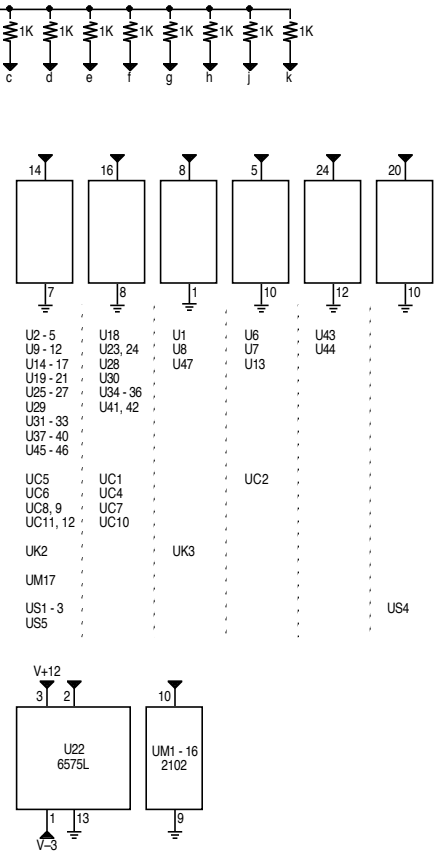 1K 1K 1K 1K 1K 1K 1K 1K
c d e f g h j k
14 16 8 5 24 20
7 8 1 10 12 10
U2 - 5 U18 U1 U6 U43
U9 - 12 U23, 24 U8 U7 U44
U14 - 17 U28 U47 U13
U19 - 21 U30
U25 - 27 U34 - 36
U29 U41, 42
U31 - 33
U37 - 40
U45 - 46
UC5 UC1 UC2
UC6 UC4
UC8, 9 UC7
UC11, 12 UC10
UK2 UK3
UM17
US1 - 3 US4
US5
V+12
3 2 10
U22 UM1 - 16
6575L 2102
1 13 9
V–3